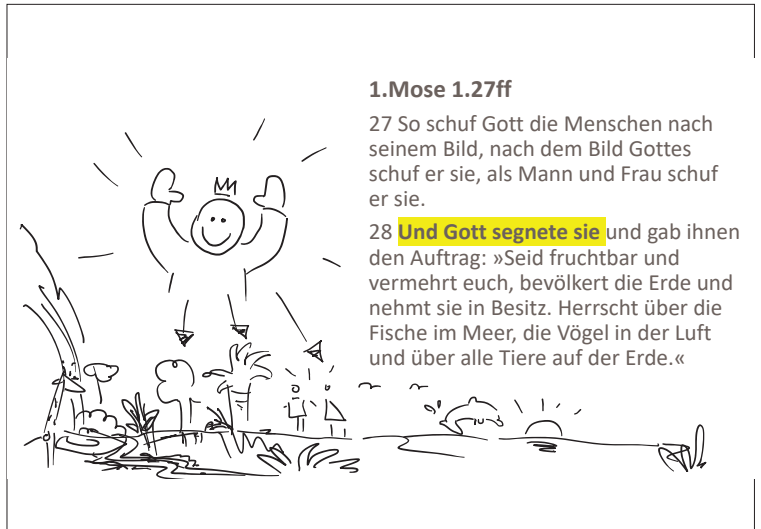 1.Mose 1.27ff
27 So schuf Gott die Menschen nach
seinem Bild, nach dem Bild Gottes
schuf er sie, als Mann und Frau schuf
er sie.
28 Und Gott segnete sie und gab ihnen
den Auftrag: »Seid fruchtbar und
vermehrt euch, bevölkert die Erde und
nehmt sie in Besitz. Herrscht über die
Fische im Meer, die Vögel in der Luft
und über alle Tiere auf der Erde.«